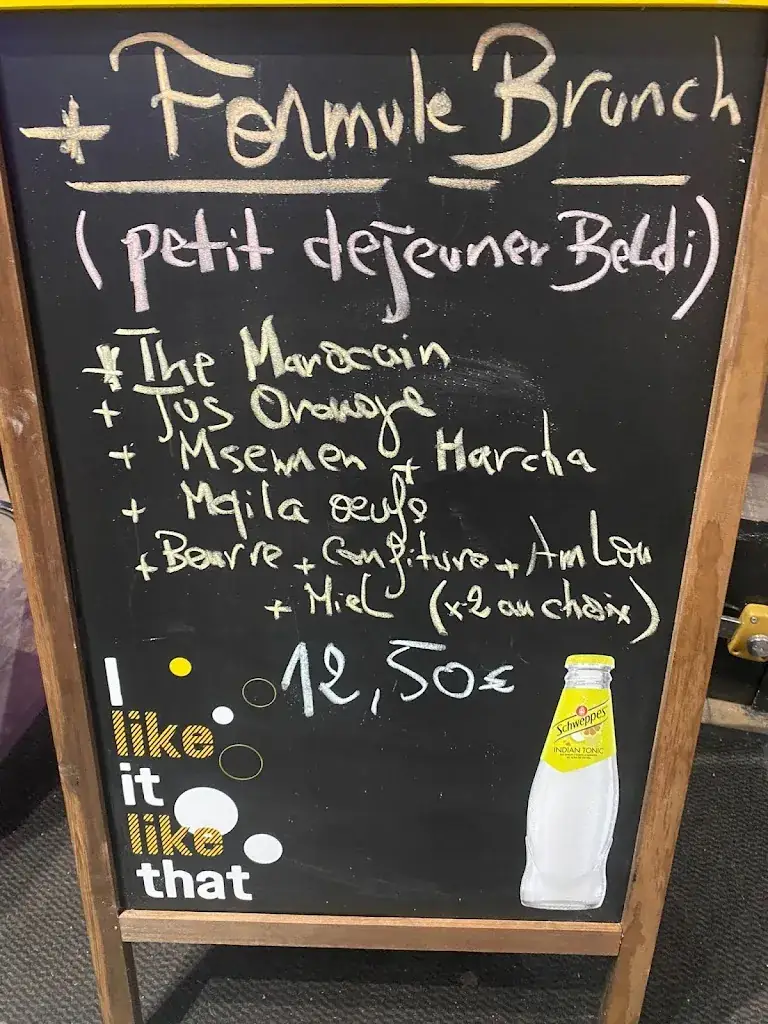 * Formule Brunch
(petit dejeuner Beldi)
* The Marocain
+ Jus Orange
+ Msemen + Harcha
+ Mqila oeufs
+ Beurre + Confiture + Amlou
+ Miel (x2 au choix)
12,50€
I
like
it
like
that
Schweppes
INDIAN TONIC